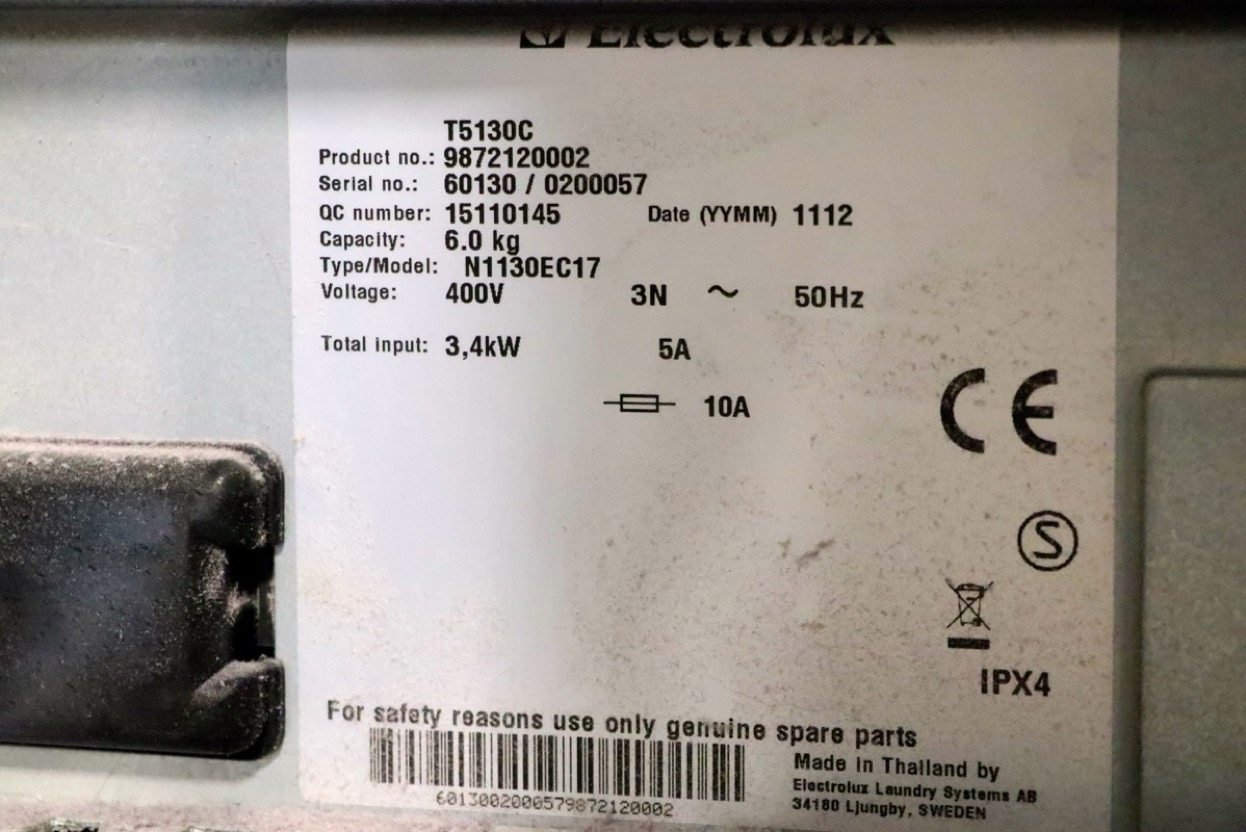 Electrolux
T5130C
Product no.: 9872120002
Serial no.: 60130 / 0200057
QC number: 15110145 Date (YYMM) 1112
Capacity: 6.0 kg
Type/Model: N1130EC17
Voltage: 400V 3N ~ 50Hz
Total input: 3,4kW 5A
10A
CE
S
IPX4
For safety reasons use only genuine spare parts
6013002000579872120002
Made in Thailand by
Electrolux Laundry Systems AB
34180 Ljungby, SWEDEN